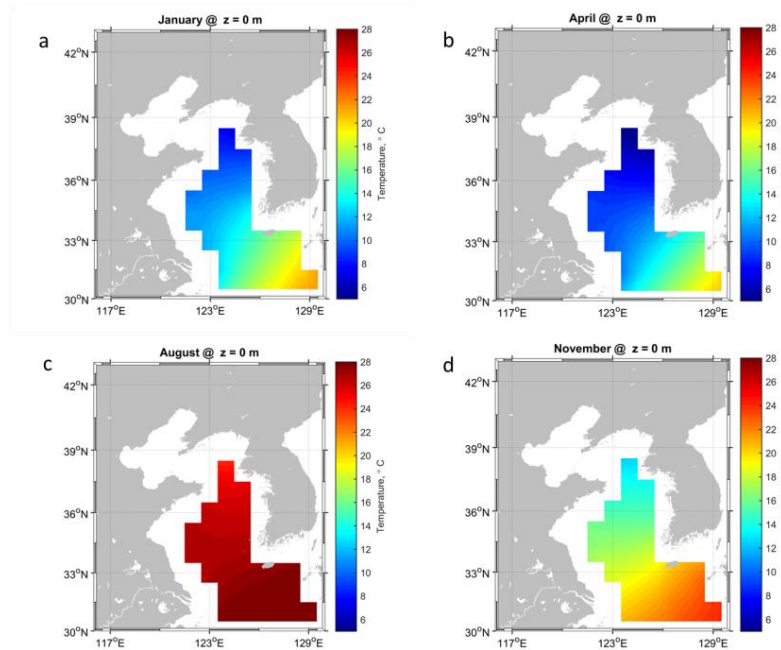 a
January @ z = 0 m
42°N
39°N
36°N
33°N
30°N
117°E
123°E
129°E
28
26
24
22
20
18
16
14
12
10
8
6
Temperature, ° C
b
April @ z = 0 m
42°N
39°N
36°N
33°N
30°N
117°E
123°E
129°E
28
26
24
22
20
18
16
14
12
10
8
6
c
August @ z = 0 m
42°N
39°N
36°N
33°N
30°N
117°E
123°E
129°E
28
26
24
22
20
18
16
14
12
10
8
6
Temperature, ° C
d
November @ z = 0 m
42°N
39°N
36°N
33°N
30°N
117°E
123°E
129°E
28
26
24
22
20
18
16
14
12
10
8
6